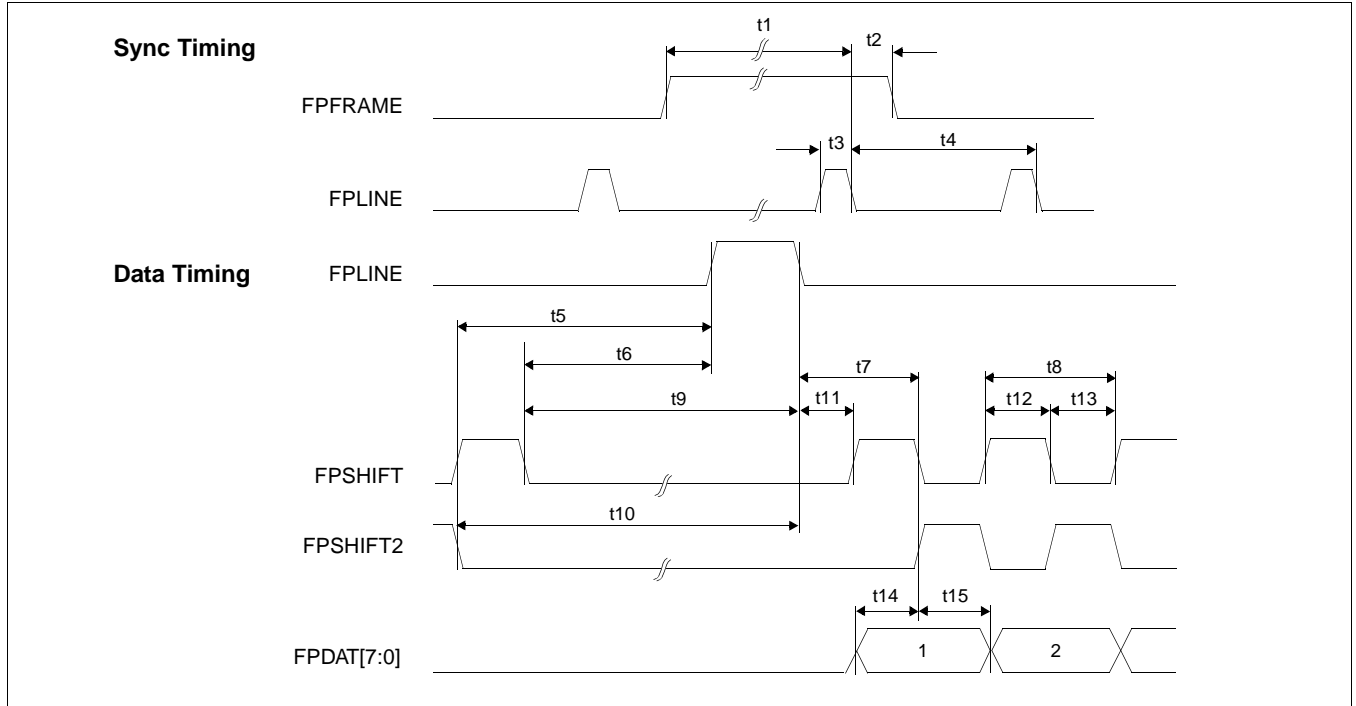 Sync Timing
t1
t2
FPFRAME
t3
t4
FPLINE
Data Timing
FPLINE
t5
t6
t7
t8
t9
t11
t12
t13
FPSHIFT
t10
FPSHIFT2
t14
t15
FPDAT[7:0]
1
2